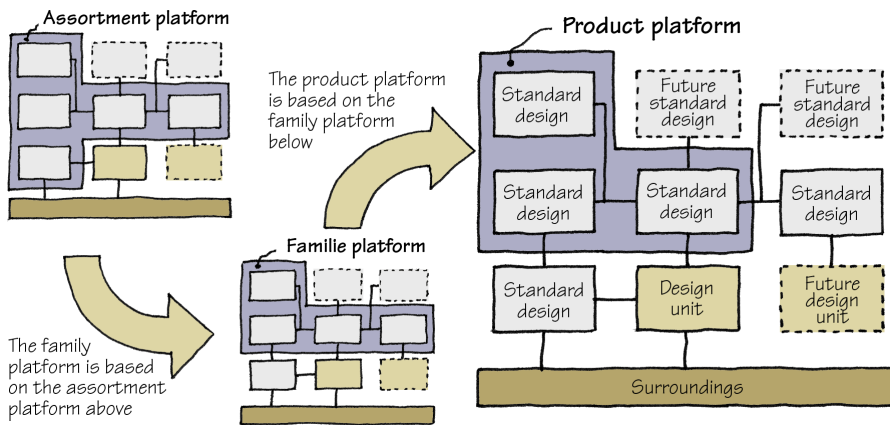 Assortment platform
The family
platform is based
on the assortment
platform above
Familie platform
The product platform
is based on the
family platform
below
Product platform
Standard
design
Future
standard
design
Future
standard
design
Standard
design
Standard
design
Standard
design
Standard
design
Design
unit
Future
design
unit
Surroundings